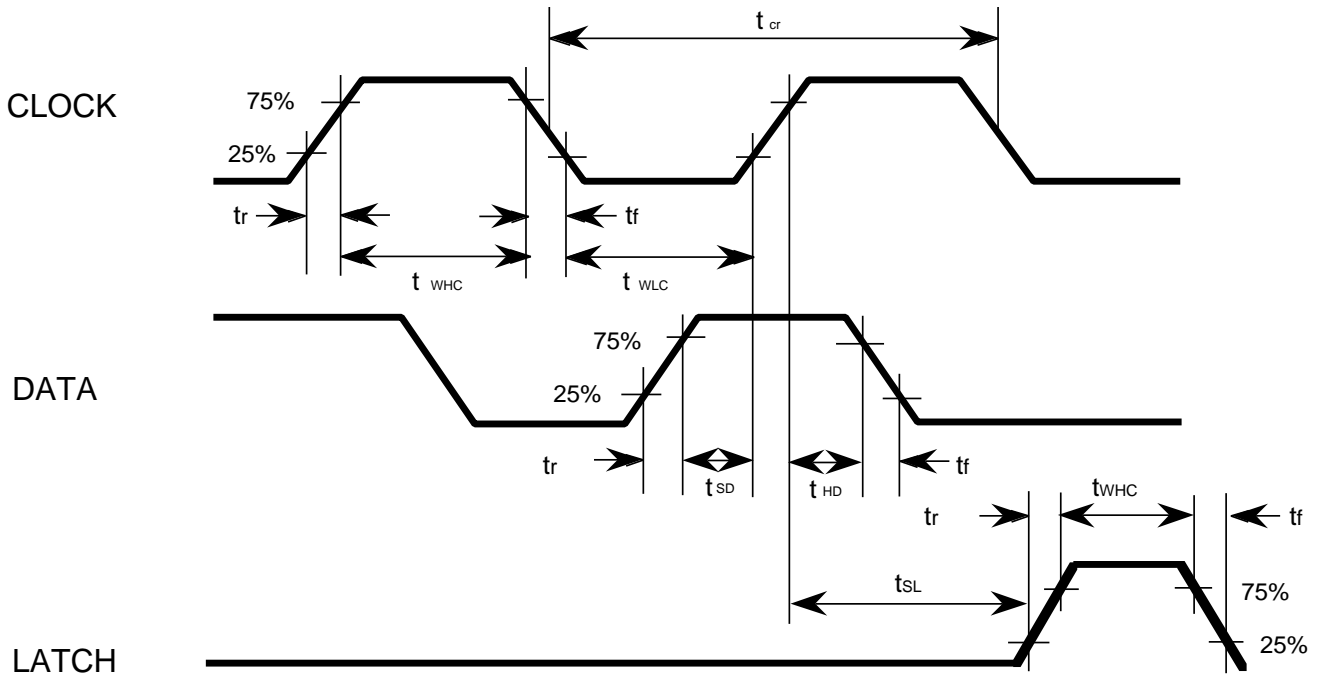 t cr
CLOCK
75%
25%
tr
tf
t WHC
t WLC
DATA
75%
25%
tr
t SD
t HD
tf
tr
tWHC
tf
tSL
75%
25%
LATCH